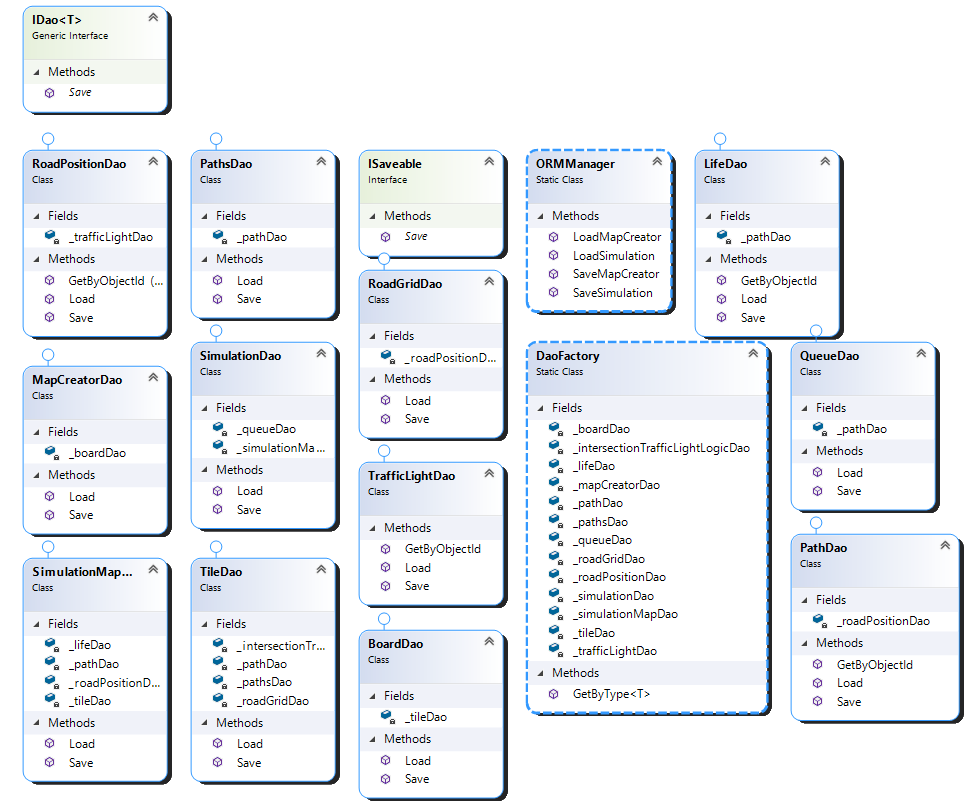 IDao<T>
Generic Interface
Methods
Save
RoadPositionDao
Class
Fields
_trafficLightDao
Methods
GetByObjectId (...
Load
Save
PathsDao
Class
Fields
_pathDao
Methods
Load
Save
ISaveable
Interface
Methods
Save
ORMManager
Static Class
Methods
LoadMapCreator
LoadSimulation
SaveMapCreator
SaveSimulation
LifeDao
Class
Fields
_pathDao
Methods
GetByObjectId
Load
Save
RoadGridDao
Class
Fields
_roadPositionD...
Methods
Load
Save
MapCreatorDao
Class
Fields
_boardDao
Methods
Load
Save
SimulationDao
Class
Fields
_queueDao
_simulationMa...
Methods
Load
Save
DaoFactory
Static Class
Fields
_boardDao
_intersectionTrafficLightLogicDao
_lifeDao
_mapCreatorDao
_pathDao
_pathsDao
_queueDao
_roadGridDao
_roadPositionDao
_simulationDao
_simulationMapDao
_tileDao
_trafficLightDao
Methods
GetByType<T>
QueueDao
Class
Fields
_pathDao
Methods
Load
Save
TrafficLightDao
Class
Methods
GetByObjectId
Load
Save
PathDao
Class
Fields
_roadPositionDao
Methods
GetByObjectId
Load
Save
SimulationMap...
Class
Fields
_lifeDao
_pathDao
_roadPositionD...
_tileDao
Methods
Load
Save
TileDao
Class
Fields
_intersectionTr...
_pathDao
_pathsDao
_roadGridDao
Methods
Load
Save
BoardDao
Class
Fields
_tileDao
Methods
Load
Save